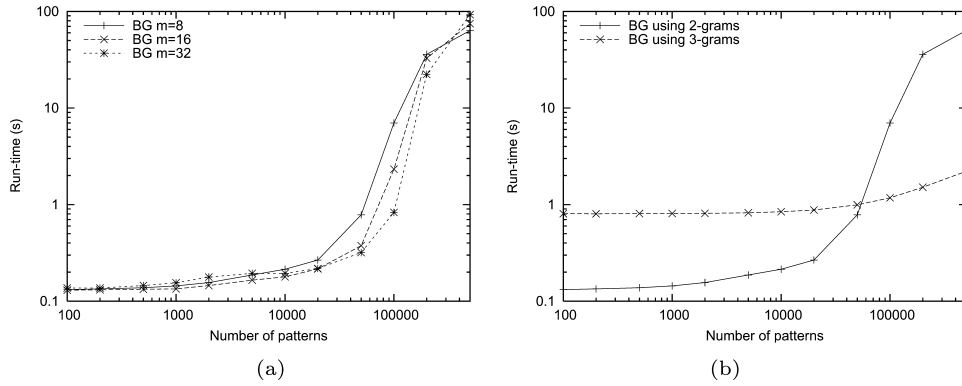 100
10
1
0.1
Run-time (s)
BG m=8
BG m=16
BG m=32
100
1000
10000
100000
Number of patterns
(a)
100
10
1
0.1
Run-time (s)
BG using 2-grams
BG using 3-grams
100
1000
10000
100000
Number of patterns
(b)